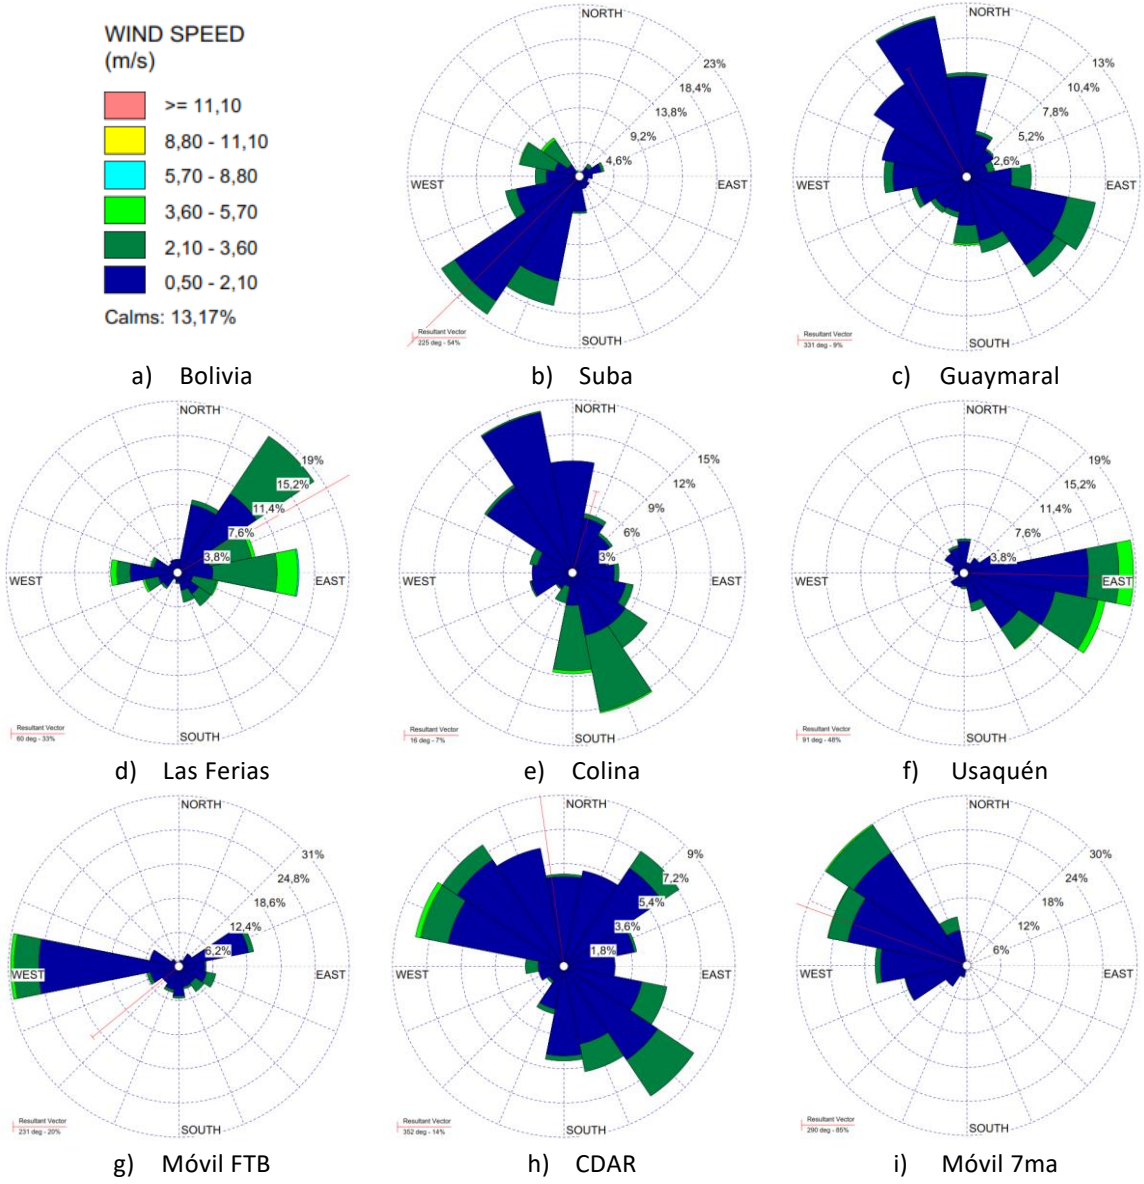 WIND SPEED
(m/s)
>= 11,10
8,80 - 11,10
5,70 - 8,80
3,60 - 5,70
2,10 - 3,60
0,50 - 2,10
Calms: 13,17%
NORTH
23%
18,4%
13,8%
9,2%
4,6%
WEST
EAST
SOUTH
Resultant Vector
225 deg - 54%
NORTH
13%
10,4%
7,8%
5,2%
2,6%
WEST
EAST
SOUTH
Resultant Vector
331 deg - 9%
a) Bolivia
b) Suba
c) Guaymaral
NORTH
19%
15,2%
11,4%
7,6%
3,8%
WEST
EAST
SOUTH
Resultant Vector
60 deg - 33%
NORTH
15%
12%
9%
6%
3%
WEST
EAST
SOUTH
Resultant Vector
16 deg - 7%
NORTH
19%
15,2%
11,4%
7,6%
3,8%
WEST
EAST
SOUTH
Resultant Vector
91 deg - 48%
d) Las Ferias
e) Colina
f) Usaquén
NORTH
31%
24,8%
18,6%
12,4%
6,2%
WEST
EAST
SOUTH
Resultant Vector
231 deg - 20%
NORTH
9%
7,2%
5,4%
3,6%
1,8%
WEST
EAST
SOUTH
Resultant Vector
352 deg - 14%
NORTH
30%
24%
18%
12%
6%
WEST
EAST
SOUTH
Resultant Vector
290 deg - 85%
g) Móvil FTB
h) CDAR
i) Móvil 7ma